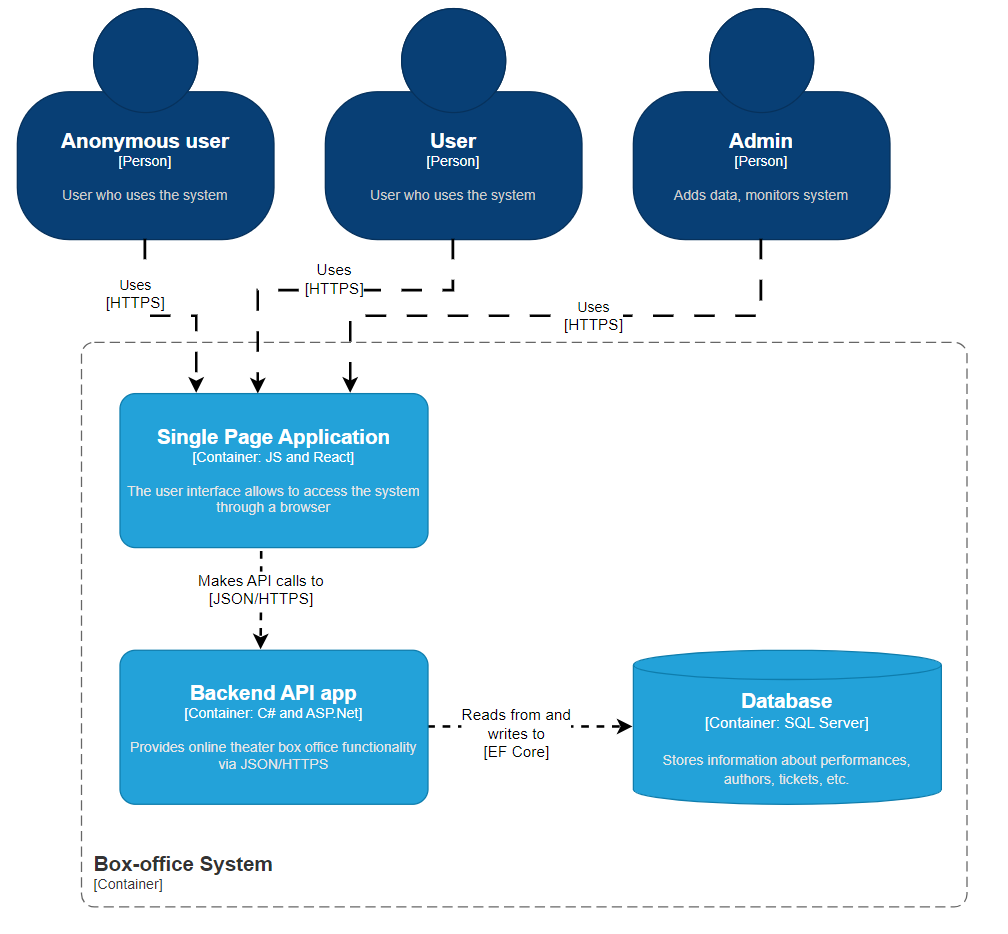 Anonymous user
[Person]
User who uses the system
User
[Person]
User who uses the system
Admin
[Person]
Adds data, monitors system
Uses
[HTTPS]
Uses
[HTTPS]
Uses
[HTTPS]
Single Page Application
[Container: JS and React]
The user interface allows to access the system
through a browser
Makes API calls to
[JSON/HTTPS]
Backend API app
[Container: C# and ASP.Net]
Provides online theater box office functionality
via JSON/HTTPS
Reads from and
writes to
[EF Core]
Database
[Container: SQL Server]
Stores information about performances,
authors, tickets, etc.
Box-office System
[Container]